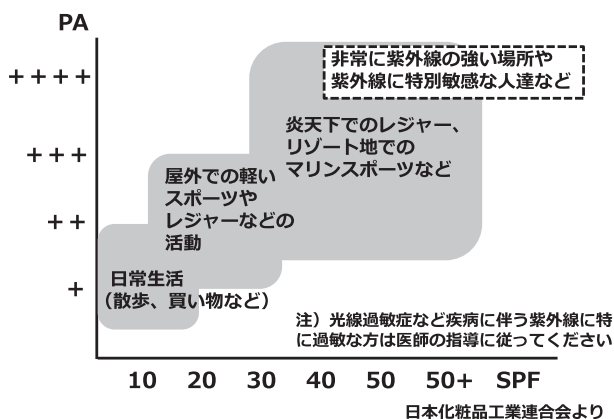 PA
++++
非常に紫外線の強い場所や
紫外線に特別敏感な人達など
炎天下でのレジャー、
リゾート地での
マリンスポーツなど
+++
屋外での軽い
スポーツや
レジャーなどの
活動
++
日常生活
（散歩、買い物など）
+
注）光線過敏症など疾病に伴う紫外線に特
に過敏な方は医師の指導に従ってください
10 20 30 40 50 50+ SPF
日本化粧品工業連合会より